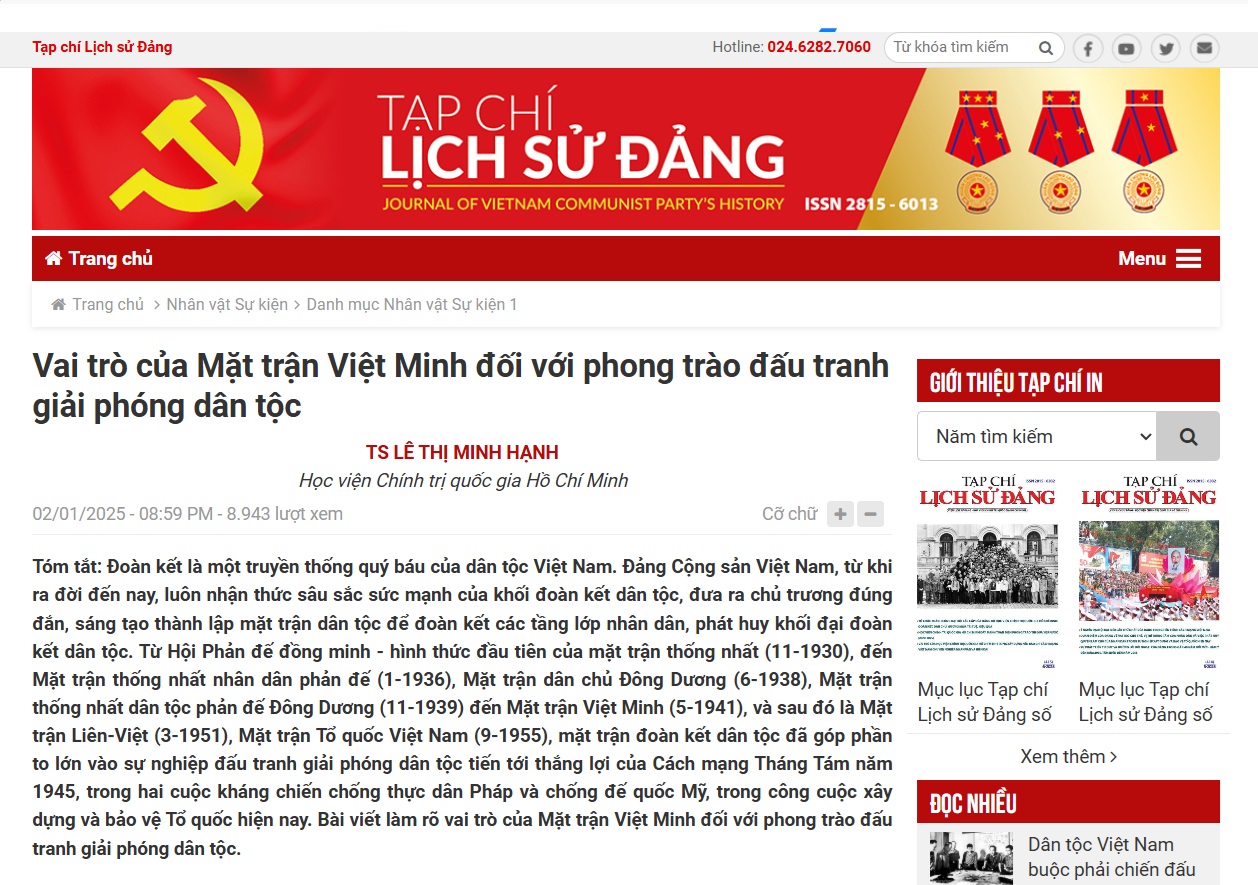 Tạp chí Lịch sử Đảng
Hotline: 024.6282.7060
Từ khóa tìm kiếm
TẠP CHÍ
LỊCH SỬ ĐẢNG
JOURNAL OF VIETNAM COMMUNIST PARTY'S HISTORY
ISSN 2815 - 6013
Trang chủ
Menu
Trang chủ > Nhân vật Sự kiện > Danh mục Nhân vật Sự kiện 1
Vai trò của Mặt trận Việt Minh đối với phong trào đấu tranh
giải phóng dân tộc
TS LÊ THỊ MINH HẠNH
Học viện Chính trị quốc gia Hồ Chí Minh
02/01/2025 - 08:59 PM - 8.943 lượt xem
Cỡ chữ + −
Tóm tắt: Đoàn kết là một truyền thống quý báu của dân tộc Việt Nam. Đảng Cộng sản Việt Nam, từ khi
ra đời đến nay, luôn nhận thức sâu sắc sức mạnh của khối đoàn kết dân tộc, đưa ra chủ trương đúng
đắn, sáng tạo thành lập mặt trận dân tộc để đoàn kết các tầng lớp nhân dân, phát huy khối đại đoàn
kết dân tộc. Từ Hội Phản đế đồng minh - hình thức đầu tiên của mặt trận thống nhất (11-1930), đến
Mặt trận thống nhất nhân dân phản đế (1-1936), Mặt trận dân chủ Đông Dương (6-1938), Mặt trận
thống nhất dân tộc phản đế Đông Dương (11-1939) đến Mặt trận Việt Minh (5-1941), và sau đó là Mặt
trận Liên-Việt (3-1951), Mặt trận Tổ quốc Việt Nam (9-1955), mặt trận đoàn kết dân tộc đã góp phần
to lớn vào sự nghiệp đấu tranh giải phóng dân tộc tiến tới thắng lợi của Cách mạng Tháng Tám năm
1945, trong hai cuộc kháng chiến chống thực dân Pháp và chống đế quốc Mỹ, trong công cuộc xây
dựng và bảo vệ Tổ quốc hiện nay. Bài viết làm rõ vai trò của Mặt trận Việt Minh đối với phong trào đấu
tranh giải phóng dân tộc.
GIỚI THIỆU TẠP CHÍ IN
Năm tìm kiếm
TẠP CHÍ
LỊCH SỬ ĐẢNG
TẠP CHÍ
LỊCH SỬ ĐẢNG
Mục lục Tạp chí
Lịch sử Đảng số
Mục lục Tạp chí
Lịch sử Đảng số
Xem thêm >
ĐỌC NHIỀU
Dân tộc Việt Nam
buộc phải chiến đấu